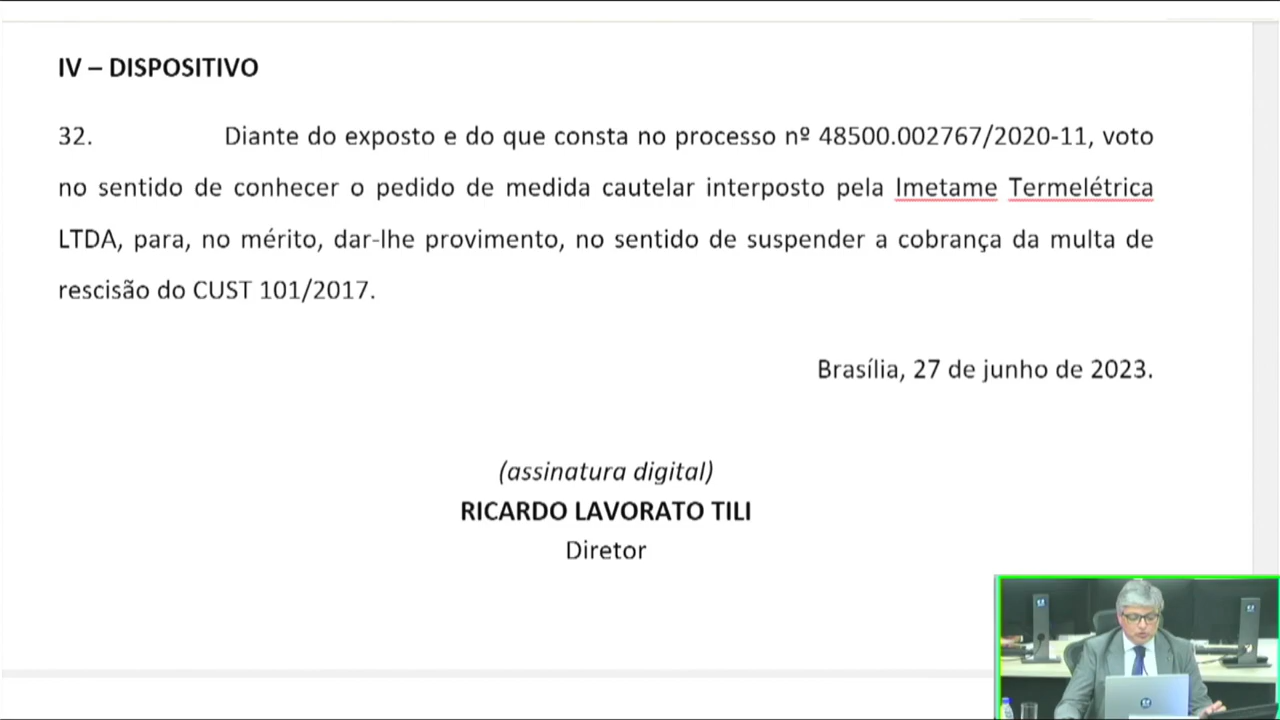 IV – DISPOSITIVO
32. Diante do exposto e do que consta no processo nº 48500.002767/2020-11, voto
no sentido de conhecer o pedido de medida cautelar interposto pela Imetame Termelétrica
LTDA, para, no mérito, dar-lhe provimento, no sentido de suspender a cobrança da multa de
rescisão do CUST 101/2017.
Brasília, 27 de junho de 2023.
(assinatura digital)
RICARDO LAVORATO TILI
Diretor